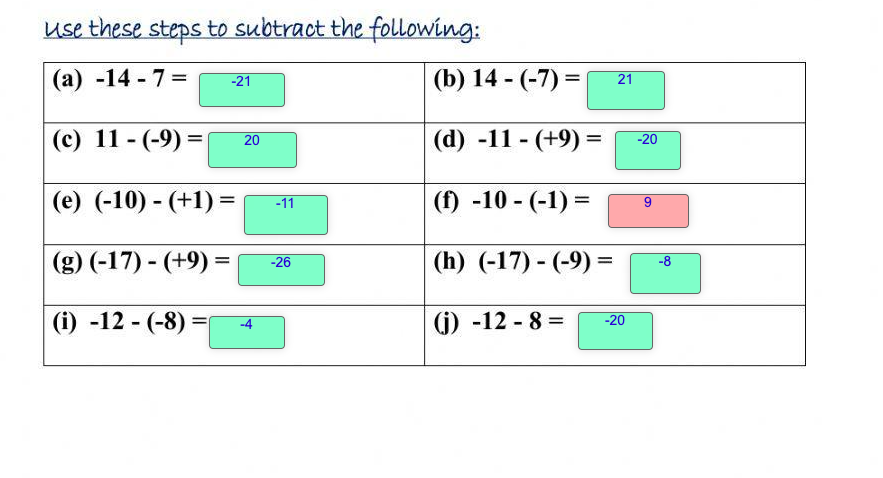 Use these steps to subtract the following:
(a) -14 - 7 = -21
(b) 14 - (-7) = 21
(c) 11 - (-9) = 20
(d) -11 - (+9) = -20
(e) (-10) - (+1) = -11
(f) -10 - (-1) = 9
(g) (-17) - (+9) = -26
(h) (-17) - (-9) = -8
(i) -12 - (-8) = -4
(j) -12 - 8 = -20